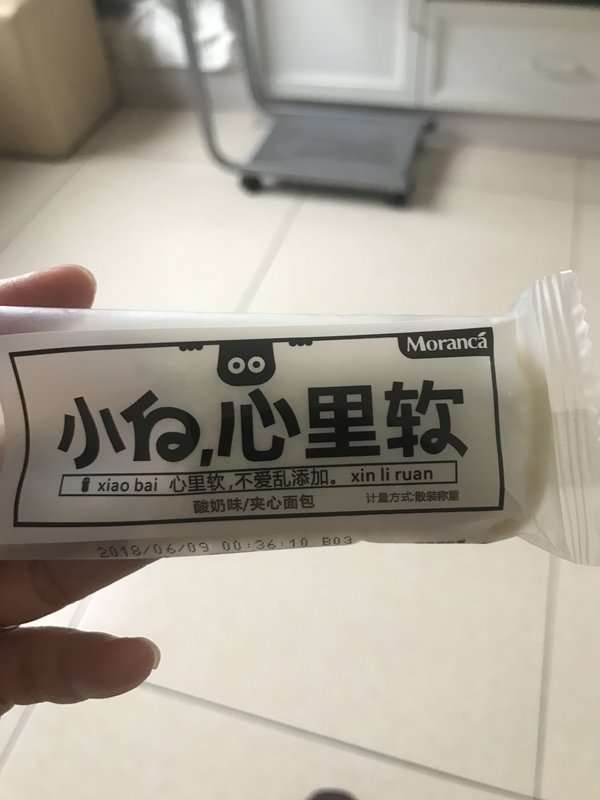 Morancá
小白,心里软
xiao bai 心里软,不爱乱添加。 xin li ruan
酸奶味/夹心面包
计量方式:散装称重
2018/06/09 00:36:10 B03